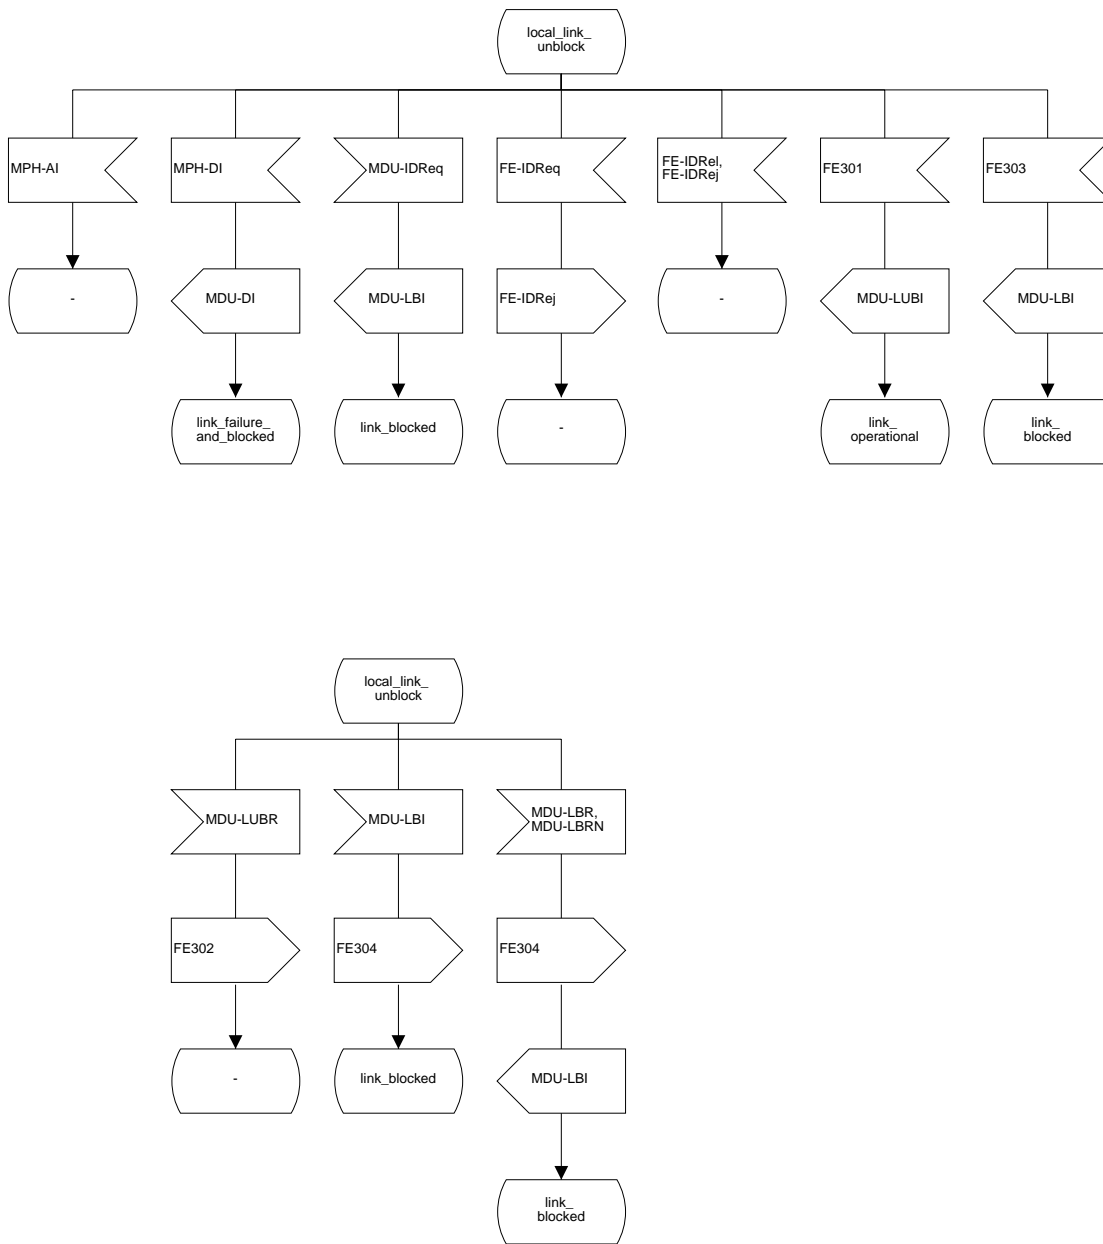 local_link_
unblock
MPH-AI
MPH-DI
MDU-IDReq
FE-IDReq
FE-IDRel,
FE-IDRej
FE301
FE303
-
MDU-DI
MDU-LBI
FE-IDRej
-
MDU-LUBI
MDU-LBI
link_failure_
and_blocked
link_blocked
-
link_
operational
link_
blocked
local_link_
unblock
MDU-LUBR
MDU-LBI
MDU-LBR,
MDU-LBRN
FE302
FE304
FE304
-
link_blocked
MDU-LBI
link_
blocked